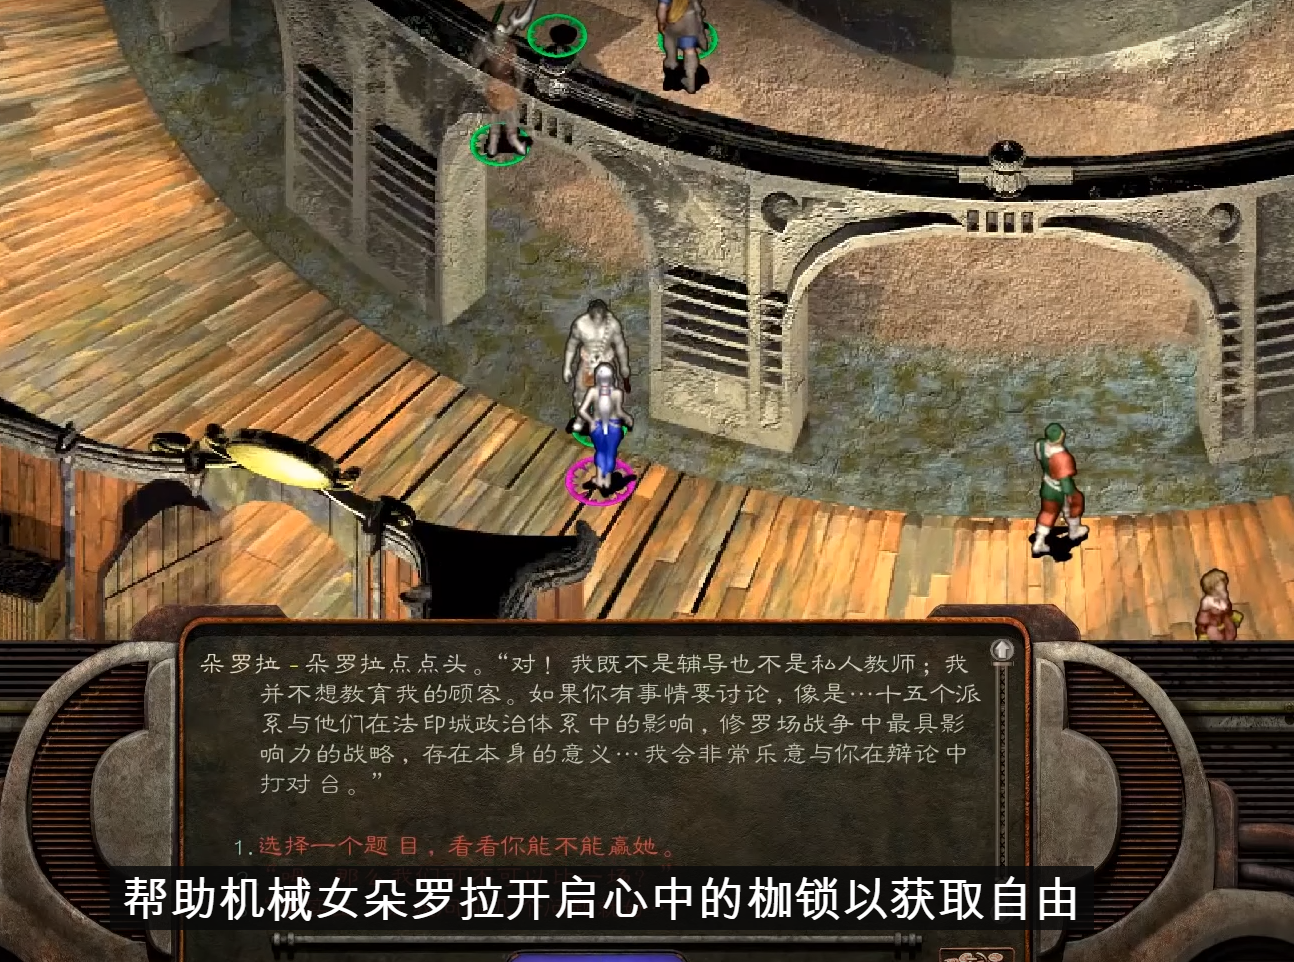 朵罗拉 - 朵罗拉点点头。“对！我既不是辅导也不是私人教师；我
并不想教育我的顾客。如果你有事情要讨论，像是…十五个派
系与他们在法印城政治体系中的影响，修罗场战争中最具影
响力的战略，存在本身的意义…我会非常乐意与你在辩论中
打对台。”
1. 选择一个题目，看看你能不能赢她。
帮助机械女朵罗拉开启心中的枷锁以获取自由